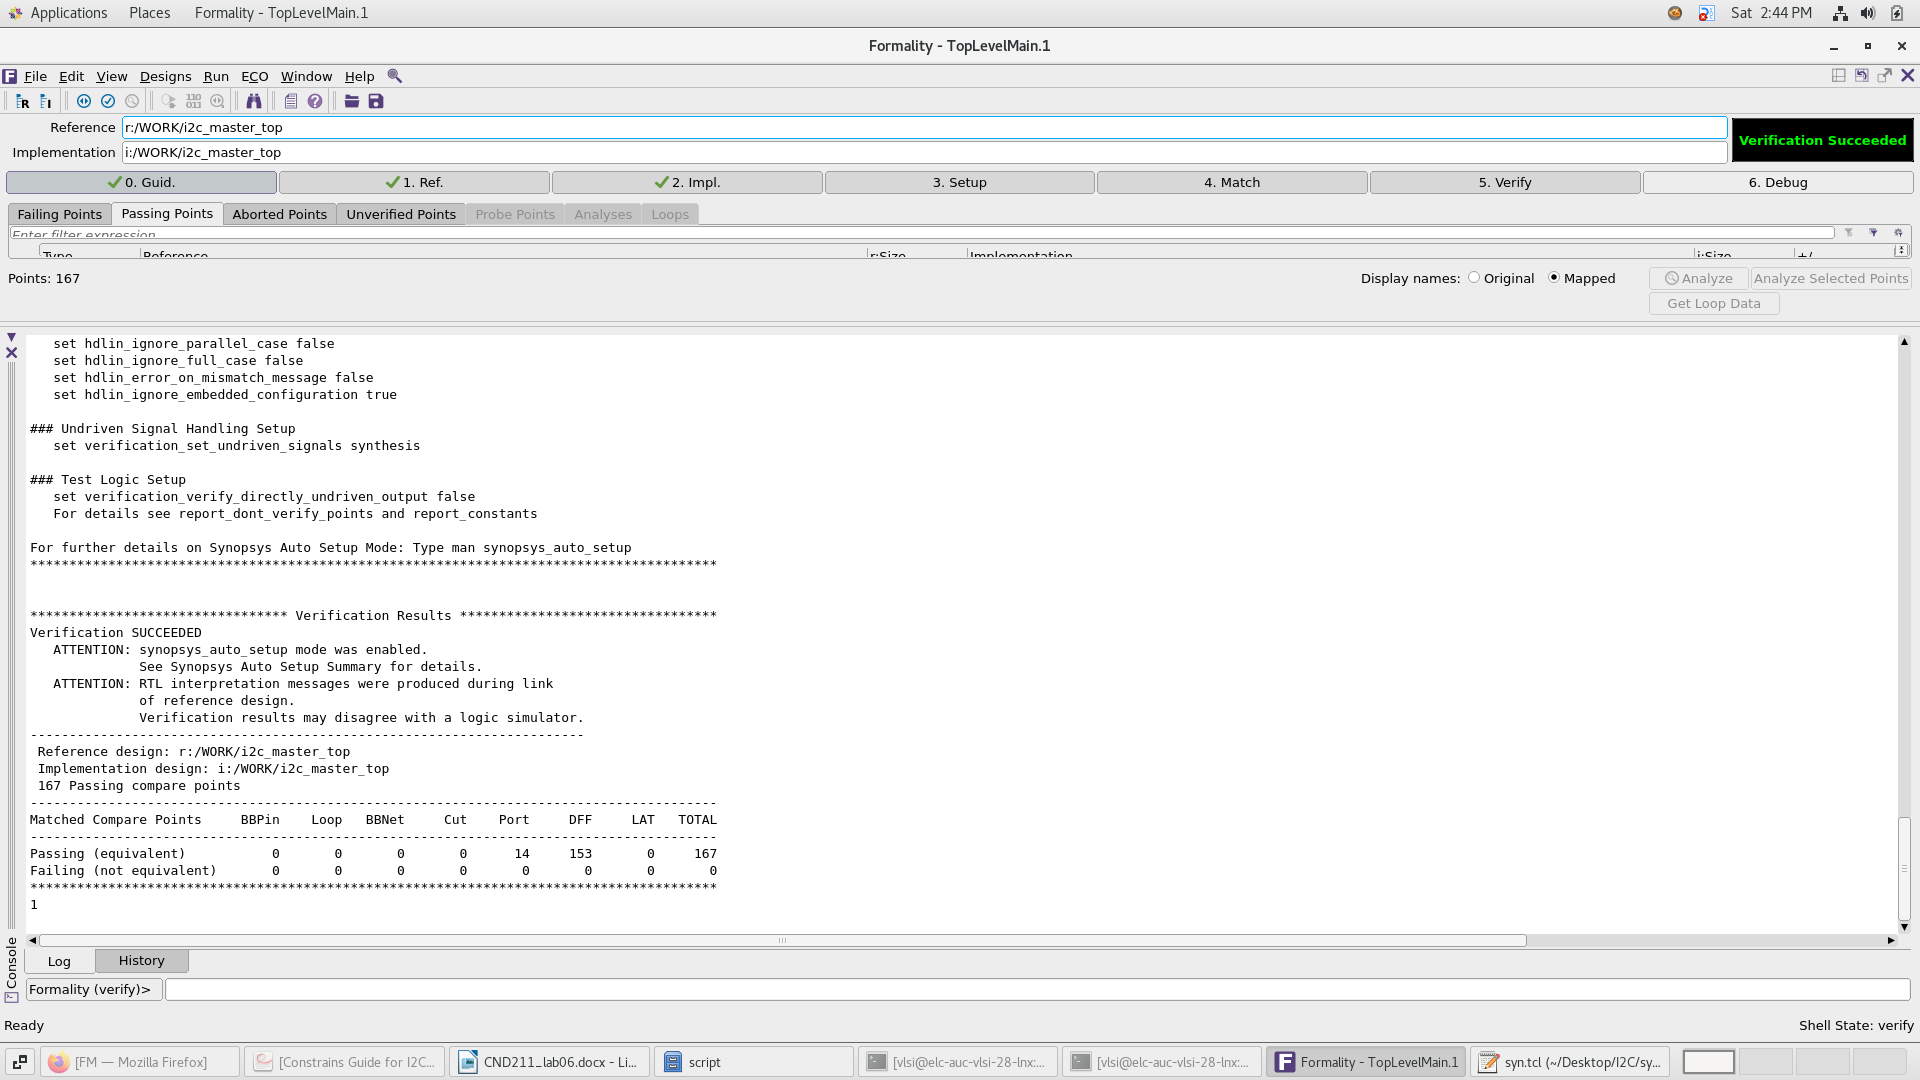 Applications Places Formality - TopLevelMain.1 Sat 2:44 PM
Formality - TopLevelMain.1
File Edit View Designs Run ECO Window Help
Reference r:/WORK/i2c_master_top
Implementation i:/WORK/i2c_master_top
Verification Succeeded
0. Guid. 1. Ref. 2. Impl. 3. Setup 4. Match 5. Verify 6. Debug
Failing Points Passing Points Aborted Points Unverified Points Probe Points Analyses Loops
Enter filter expression
Type Reference r:Size Implementation i:Size +/-
Points: 167 Display names: Original Mapped Analyze Analyze Selected Points
Get Loop Data
set hdlin_ignore_parallel_case false
set hdlin_ignore_full_case false
set hdlin_error_on_mismatch_message false
set hdlin_ignore_embedded_configuration true
### Undriven Signal Handling Setup
set verification_set_undriven_signals synthesis
### Test Logic Setup
set verification_verify_directly_undriven_output false
For details see report_dont_verify_points and report_constants
For further details on Synopsys Auto Setup Mode: Type man synopsys_auto_setup
****************************************************************************************
********************************* Verification Results *********************************
Verification SUCCEEDED
ATTENTION: synopsys_auto_setup mode was enabled.
See Synopsys Auto Setup Summary for details.
ATTENTION: RTL interpretation messages were produced during link
of reference design.
Verification results may disagree with a logic simulator.
-----------------------------------------------------------------------
Reference design: r:/WORK/i2c_master_top
Implementation design: i:/WORK/i2c_master_top
167 Passing compare points
----------------------------------------------------------------------------------------
Matched Compare Points BBPin Loop BBNet Cut Port DFF LAT TOTAL
----------------------------------------------------------------------------------------
Passing (equivalent) 0 0 0 0 14 153 0 167
Failing (not equivalent) 0 0 0 0 0 0 0 0
****************************************************************************************
1
Console
Log History
Formality (verify)>
Ready Shell State: verify
[FM — Mozilla Firefox] [Constrains Guide for I2C... CND211_lab06.docx - Li... script [vlsi@elc-auc-vlsi-28-lnx:... [vlsi@elc-auc-vlsi-28-lnx:... Formality - TopLevelMain.1 syn.tcl (~/Desktop/I2C/sy...